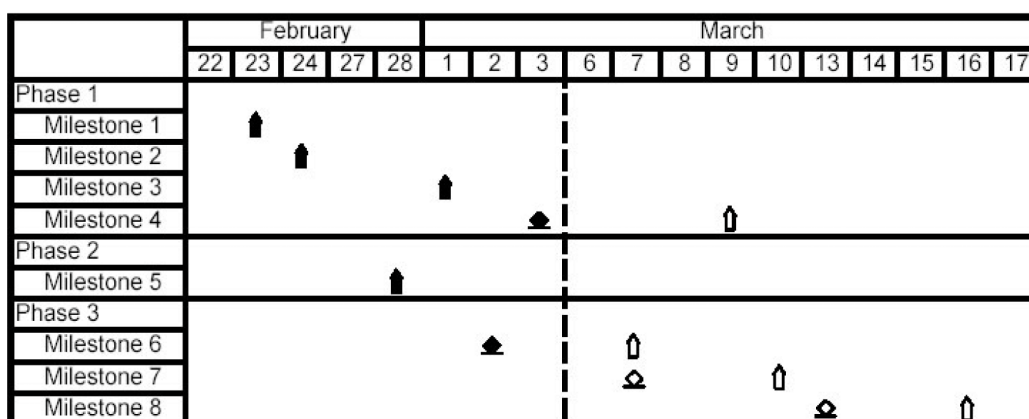 February March
22 23 24 27 28 1 2 3 6 7 8 9 10 13 14 15 16 17
Phase 1
Milestone 1
Milestone 2
Milestone 3
Milestone 4
Phase 2
Milestone 5
Phase 3
Milestone 6
Milestone 7
Milestone 8